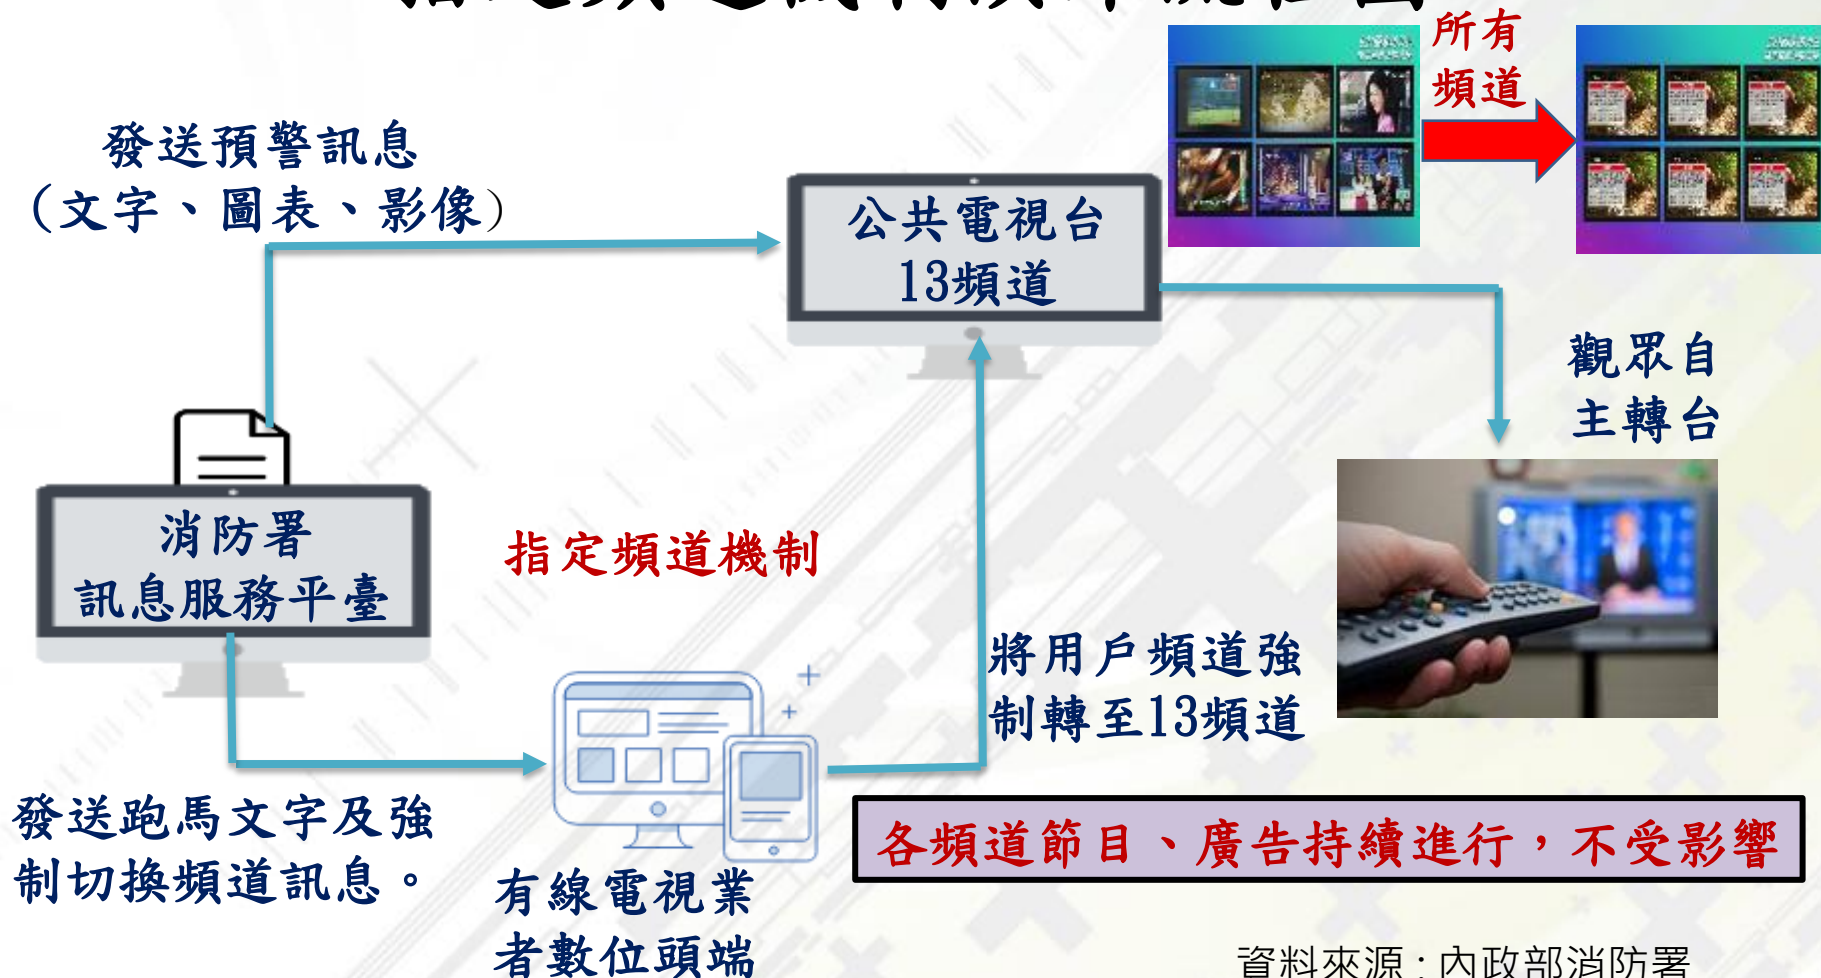 所有
頻道
發送預警訊息
(文字、圖表、影像)
公共電視台
13頻道
觀眾自
主轉台
消防署
訊息服務平臺
指定頻道機制
將用戶頻道強
制轉至13頻道
發送跑馬文字及強
制切換頻道訊息。
各頻道節目、廣告持續進行，不受影響
有線電視業
者數位頭端
資料來源：內政部消防署